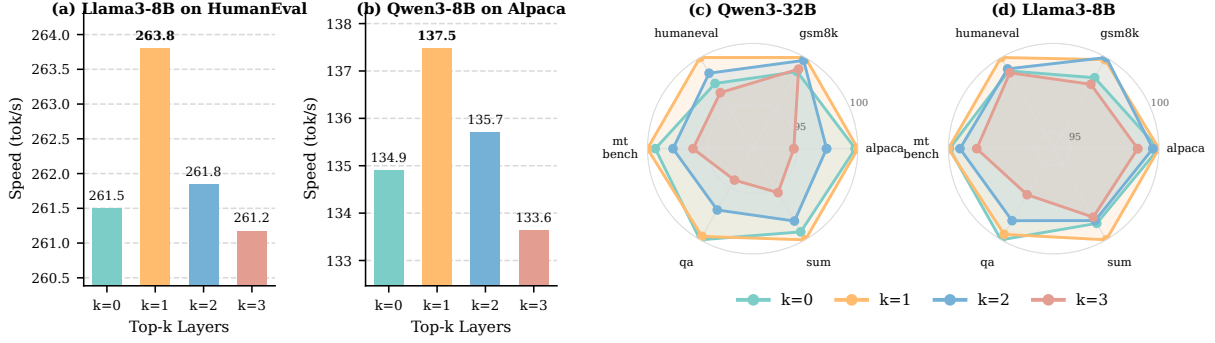 (a) Llama3-8B on HumanEval
264.0
263.5
263.0
262.5
262.0
261.5
261.0
260.5
Speed (tok/s)
261.5
263.8
261.8
261.2
k=0
k=1
k=2
k=3
Top-k Layers
(b) Qwen3-8B on Alpaca
138
137
136
135
134
133
Speed (tok/s)
134.9
137.5
135.7
133.6
k=0
k=1
k=2
k=3
Top-k Layers
(c) Qwen3-32B
humaneval
gsm8k
100
95
mt
bench
alpaca
qa
sum
(d) Llama3-8B
humaneval
gsm8k
100
95
mt
bench
alpaca
qa
sum
k=0
k=1
k=2
k=3